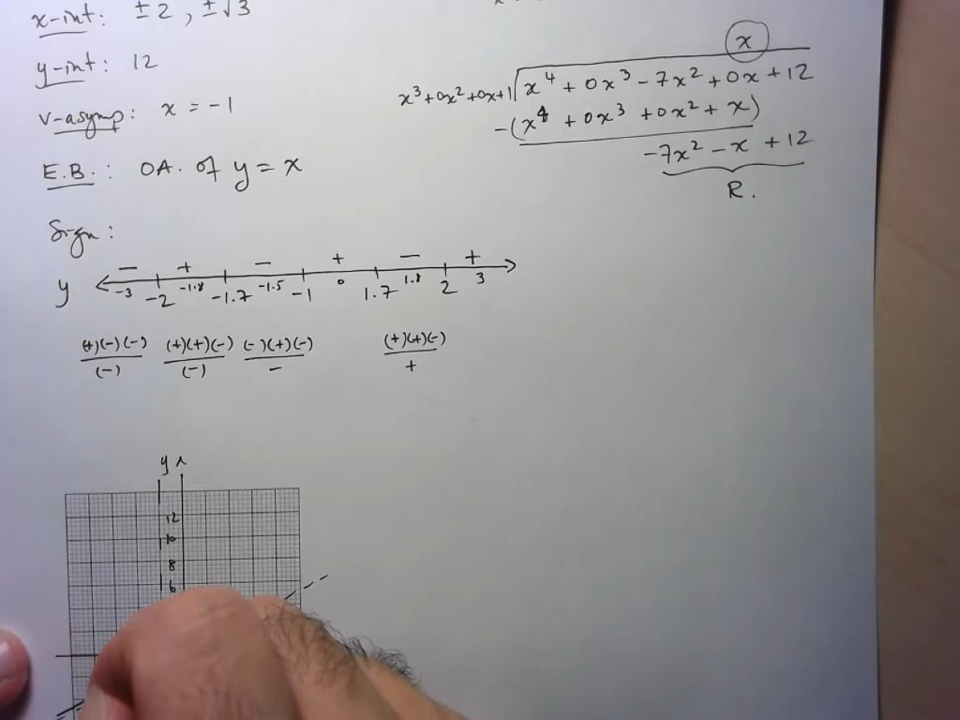 x-int: ±2, ±√3
y-int: 12
V-asymp: x = -1
E.B.: OA. of y = x
Sign:
x
x³+0x²+0x+1 x⁴ + 0x³ - 7x² + 0x + 12
-(x⁴ + 0x³ + 0x² + x)
-7x² - x + 12
R.
- + - + - +
y -3 -2 -1.8 -1.7 -1.5 -1 0 1.7 1.8 2 3
(+)(-)(-) (+)(+)(-) (-)(+)(-) (+)(+)(-)
(-) (-) - +
y
12
10
8
6